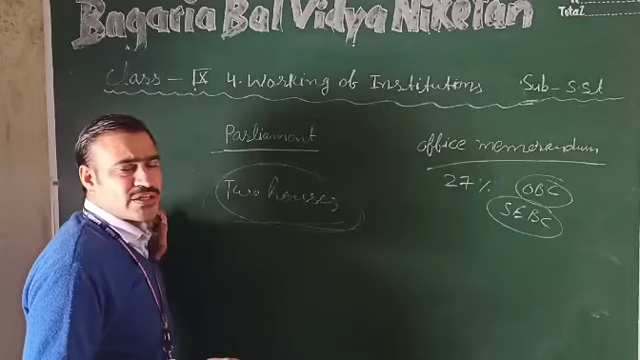 Bagaria Bal Vidya Niketan
Total
Class - IX 4. Working of Institutions Sub - S.St
Parliament
office memorandum
Two houses
27% OBC
SEBC